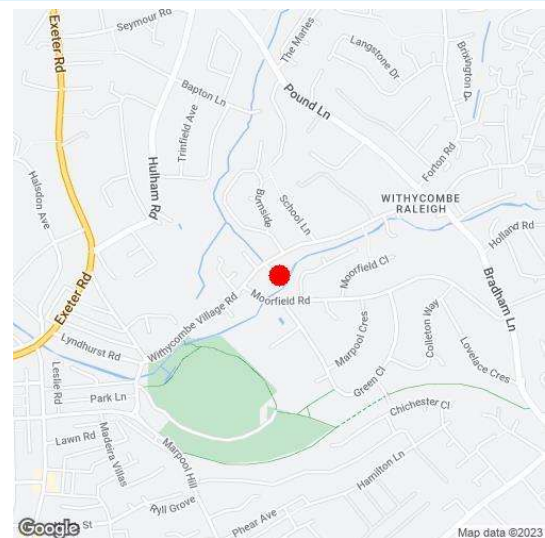 Seymour Rd
Exeter Rd
The Marles
Langstone Dr
Brixington D
Bapton Ln
Pound Ln
Trinfield Ave
Hulham Rd
Forton Rd
Halsdon Ave
Burnside
School Ln
WITHYCOMBE
RALEIGH
Holland Rd
Moorfield Cl
Bradham Ln
Exeter Rd
Withycombe Village Rd
Moorfield Rd
Colleton Way
Lyndhurst Rd
Marpool Cres
Lovelace Cres
Leslie Rd
Park Ln
Green Cl
Chichester Cl
Lawn Rd
Madeira Villas
Marpool Hill
Hamilton Ln
Ryll Grove
Phear Ave
Google
St
Map data ©2023